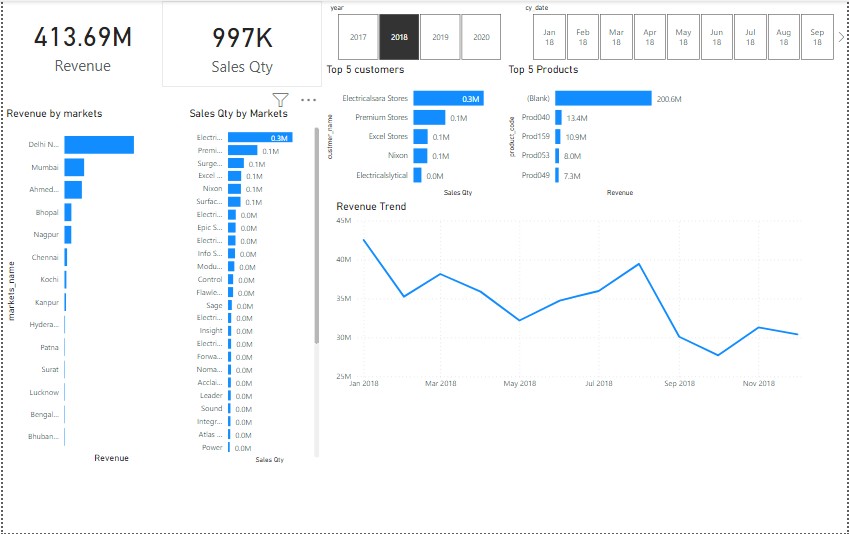 413.69M
Revenue
997K
Sales Qty
year
2017
2018
2019
2020
cy_date
Jan 18
Feb 18
Mar 18
Apr 18
May 18
Jun 18
Jul 18
Aug 18
Sep 18
Revenue by markets
markets_name
Delhi N...
Mumbai
Ahmed...
Bhopal
Nagpur
Chennai
Kochi
Kanpur
Hydera...
Patna
Surat
Lucknow
Bengal...
Bhuban...
Revenue
Sales Qty by Markets
Electri... 0.3M
Premi... 0.1M
Surge... 0.1M
Excel ... 0.1M
Nixon 0.1M
Surfac... 0.1M
Electri... 0.0M
Epic S... 0.0M
Electri... 0.0M
Info S... 0.0M
Modu... 0.0M
Control 0.0M
Flawle... 0.0M
Sage 0.0M
Electri... 0.0M
Insight 0.0M
Electri... 0.0M
Forwa... 0.0M
Noma... 0.0M
Acclai... 0.0M
Leader 0.0M
Sound 0.0M
Integr... 0.0M
Atlas ... 0.0M
Power 0.0M
Sales Qty
Top 5 customers
custmer_name
Electricalsara Stores 0.3M
Premium Stores 0.1M
Excel Stores 0.1M
Nixon 0.1M
Electricalslytical 0.0M
Sales Qty
Top 5 Products
product_code
(Blank) 200.6M
Prod040 13.4M
Prod159 10.9M
Prod053 8.0M
Prod049 7.3M
Revenue
Revenue Trend
45M
40M
35M
30M
25M
Jan 2018
Mar 2018
May 2018
Jul 2018
Sep 2018
Nov 2018